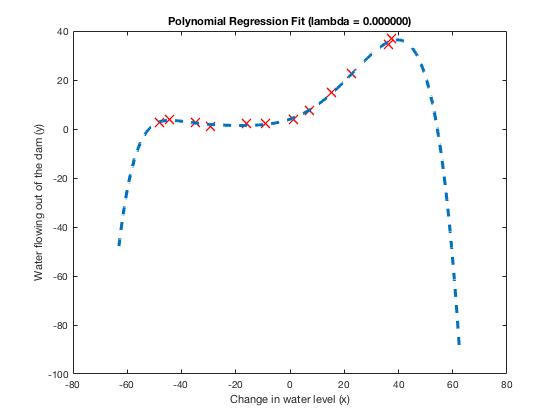 Polynomial Regression Fit (lambda = 0.000000)
40
20
0
-20
-40
-60
-80
-100
Water flowing out of the dam (y)
-80 -60 -40 -20 0 20 40 60 80
Change in water level (x)